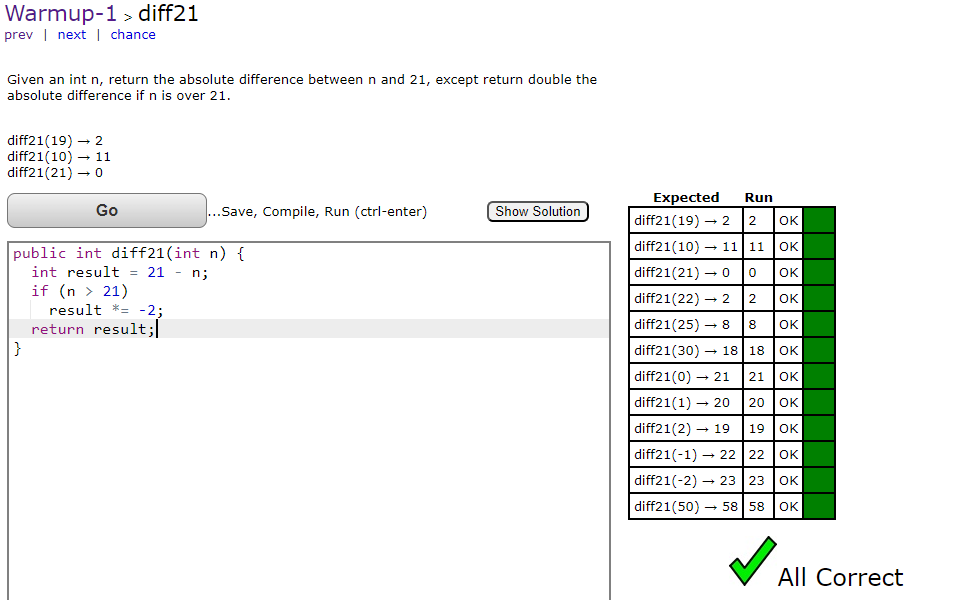 Warmup-1 > diff21
prev | next | chance
Given an int n, return the absolute difference between n and 21, except return double the
absolute difference if n is over 21.
diff21(19) → 2
diff21(10) → 11
diff21(21) → 0
Go
...Save, Compile, Run (ctrl-enter)
Show Solution
public int diff21(int n) {
int result = 21 - n;
if (n > 21)
result *= -2;
return result;
}
Expected Run
diff21(19) → 2 2 OK
diff21(10) → 11 11 OK
diff21(21) → 0 0 OK
diff21(22) → 2 2 OK
diff21(25) → 8 8 OK
diff21(30) → 18 18 OK
diff21(0) → 21 21 OK
diff21(1) → 20 20 OK
diff21(2) → 19 19 OK
diff21(-1) → 22 22 OK
diff21(-2) → 23 23 OK
diff21(50) → 58 58 OK
All Correct